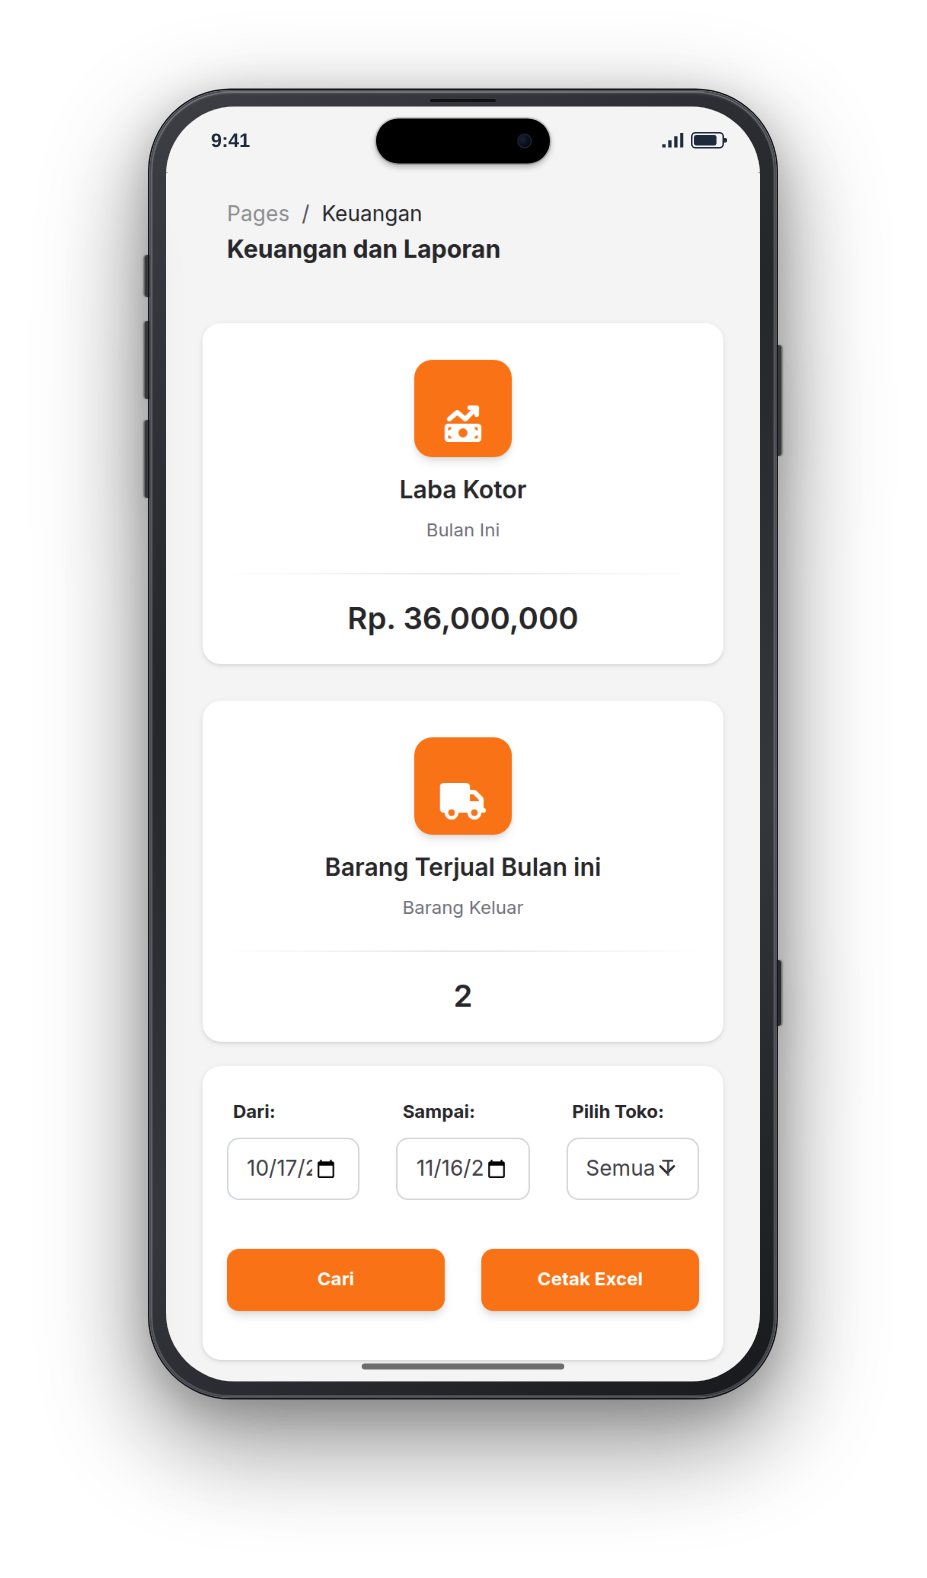 9:41
Pages / Keuangan
Keuangan dan Laporan
Laba Kotor
Bulan Ini
Rp. 36,000,000
Barang Terjual Bulan ini
Barang Keluar
2
Dari: Sampai: Pilih Toko:
10/17/2 11/16/2 Semua T
Cari Cetak Excel